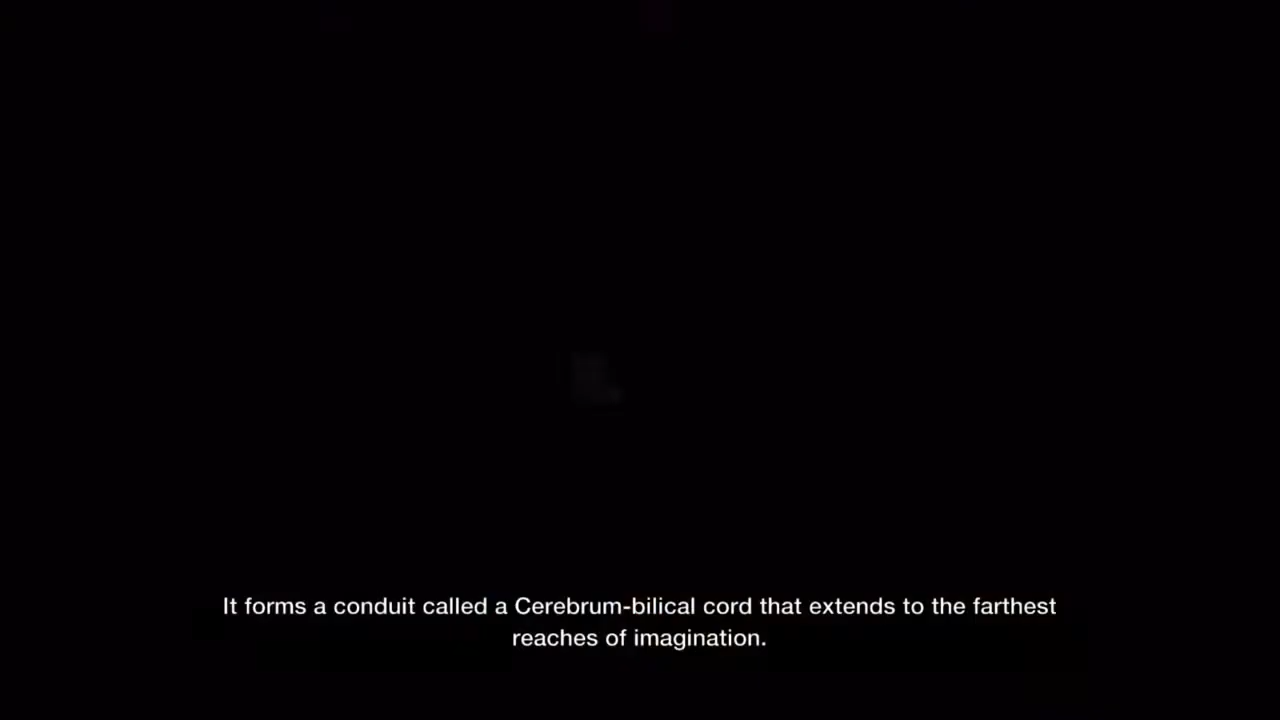 It forms a conduit called a Cerebrum-bilical cord that extends to the farthest
reaches of imagination.